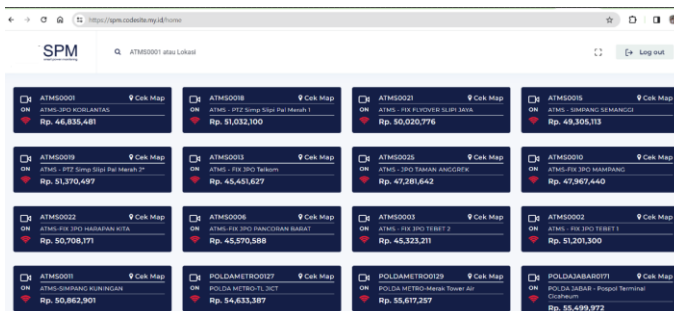 https://spm.codesite.my.id/home
SPM
smart power monitoring
ATMS0001 atau Lokasi
Log out
ATMS0001 Cek Map
ON ATMS-JPO KORLANTAS
Rp. 46,835,481
ATMS0018 Cek Map
ON ATMS - PTZ Simp Slipi Pal Merah 1
Rp. 51,032,100
ATMS0021 Cek Map
ON ATMS - FIX FLYOVER SLIPI JAYA
Rp. 50,020,776
ATMS0015 Cek Map
ON ATMS - SIMPANG SEMANGGI
Rp. 49,305,113
ATMS0019 Cek Map
ON ATMS - PTZ Simp Slipi Pal Merah 2*
Rp. 51,370,497
ATMS0013 Cek Map
ON ATMS - FIX JPO Telkom
Rp. 45,451,627
ATMS0025 Cek Map
ON ATMS - JPO TAMAN ANGGREK
Rp. 47,281,642
ATMS0010 Cek Map
ON ATMS-FIX JPO MAMPANG
Rp. 47,967,440
ATMS0022 Cek Map
ON ATMS-FIX JPO HARAPAN KITA
Rp. 50,708,171
ATMS0006 Cek Map
ON ATMS-FIX JPO PANCORAN BARAT
Rp. 45,570,588
ATMS0003 Cek Map
ON ATMS - FIX JPO TEBET 2
Rp. 45,323,211
ATMS0002 Cek Map
ON ATMS - FIX JPO TEBET 1
Rp. 51,201,300
ATMS0011 Cek Map
ON ATMS-SIMPANG KUNINGAN
Rp. 50,862,901
POLDAMETRO0127 Cek Map
ON POLDA METRO-TL JICT
Rp. 54,633,387
POLDAMETRO0129 Cek Map
ON POLDA METRO-Merak Tower Air
Rp. 55,617,257
POLDAJABAR0171 Cek Map
ON POLDA JABAR - Pospol Terminal
Cicaheum
Rp. 55,499,972